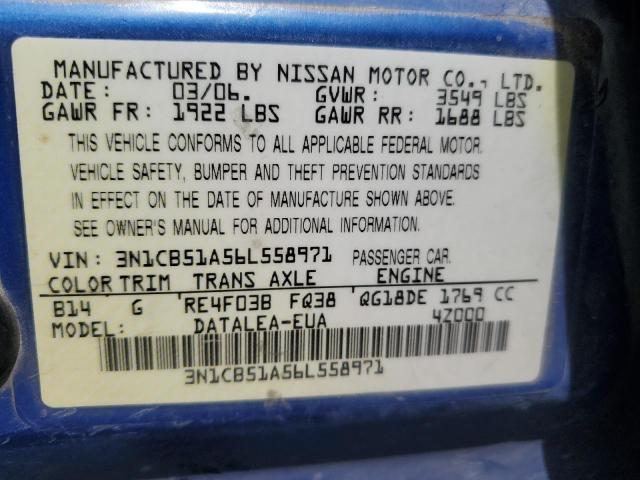 MANUFACTURED BY NISSAN MOTOR CO., LTD.
DATE: 03/06. GVWR: 3549 LBS
GAWR FR: 1922 LBS GAWR RR: 1688 LBS
THIS VEHICLE CONFORMS TO ALL APPLICABLE FEDERAL MOTOR
VEHICLE SAFETY, BUMPER AND THEFT PREVENTION STANDARDS
IN EFFECT ON THE DATE OF MANUFACTURE SHOWN ABOVE.
SEE OWNER'S MANUAL FOR ADDITIONAL INFORMATION.
VIN: 3N1CB51A56L558971 PASSENGER CAR.
COLOR TRIM TRANS AXLE ENGINE
B14 G RE4F03B FQ38 QG18DE 1769 CC
MODEL: DATALEA-EUA 4Z000
3N1CB51A56L558971